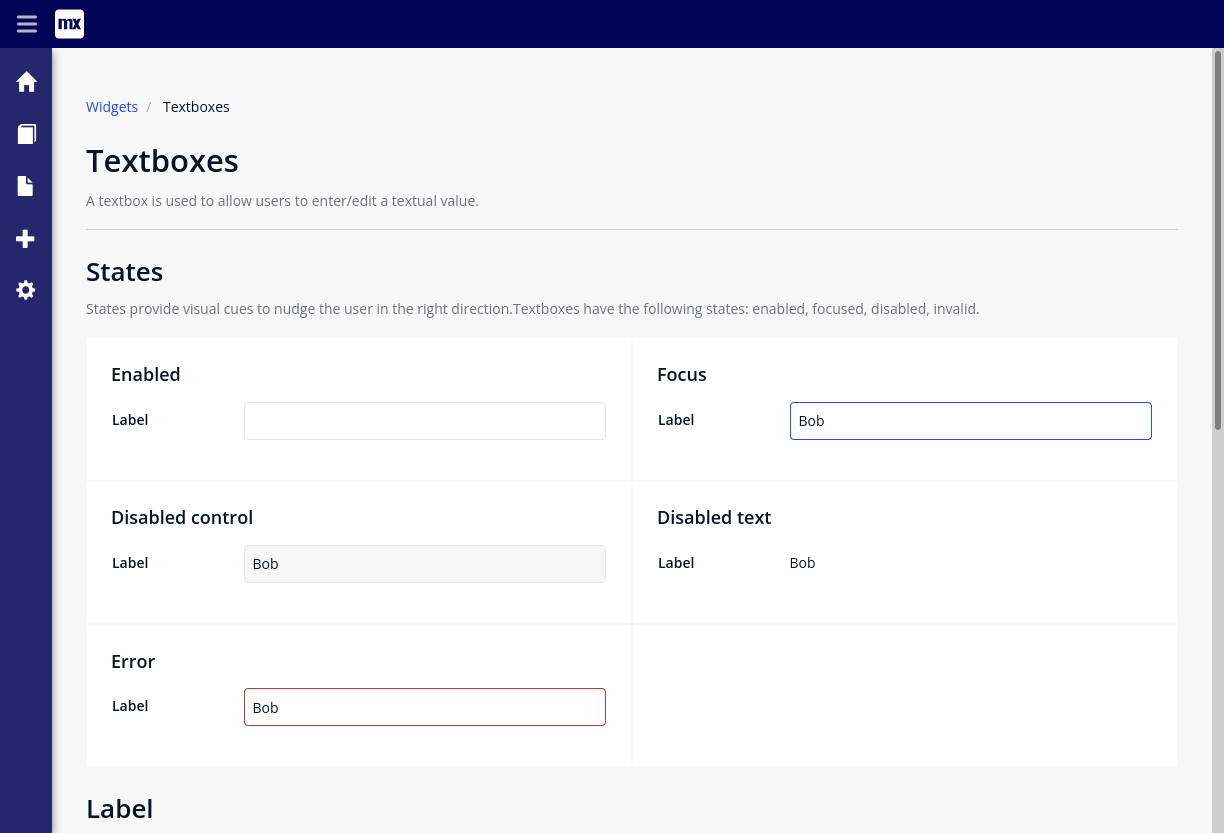 mx
Widgets / Textboxes
Textboxes
A textbox is used to allow users to enter/edit a textual value.
States
States provide visual cues to nudge the user in the right direction.Textboxes have the following states: enabled, focused, disabled, invalid.
Enabled
Label
Focus
Label Bob
Disabled control
Label Bob
Disabled text
Label Bob
Error
Label Bob
Label